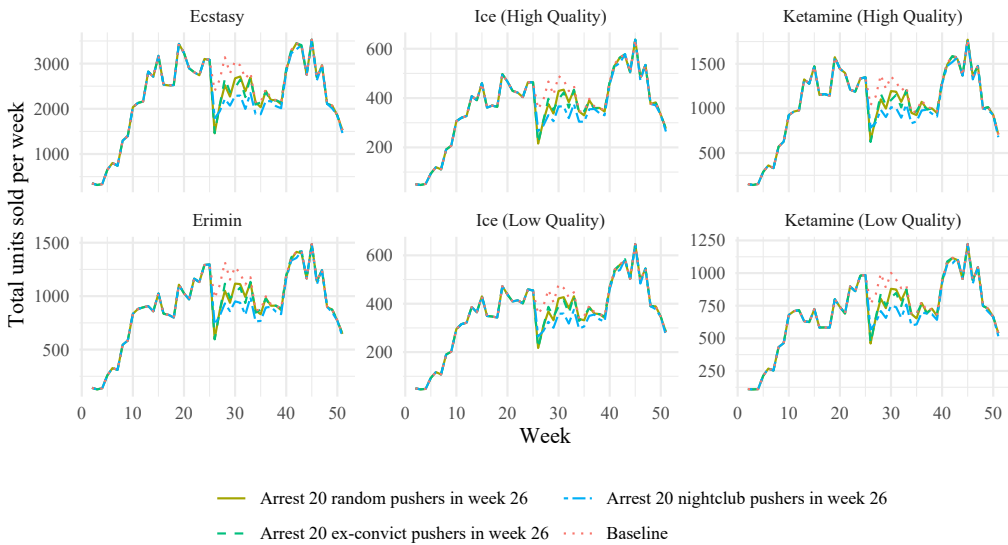 Ecstasy
Ice (High Quality)
Ketamine (High Quality)
3000
2000
1000
600
400
200
1500
1000
500
Erimin
Ice (Low Quality)
Ketamine (Low Quality)
1500
1000
500
600
400
200
1250
1000
750
500
250
0 10 20 30 40 50
0 10 20 30 40 50
0 10 20 30 40 50
Total units sold per week
Week
Arrest 20 random pushers in week 26
Arrest 20 nightclub pushers in week 26
Arrest 20 ex-convict pushers in week 26
Baseline